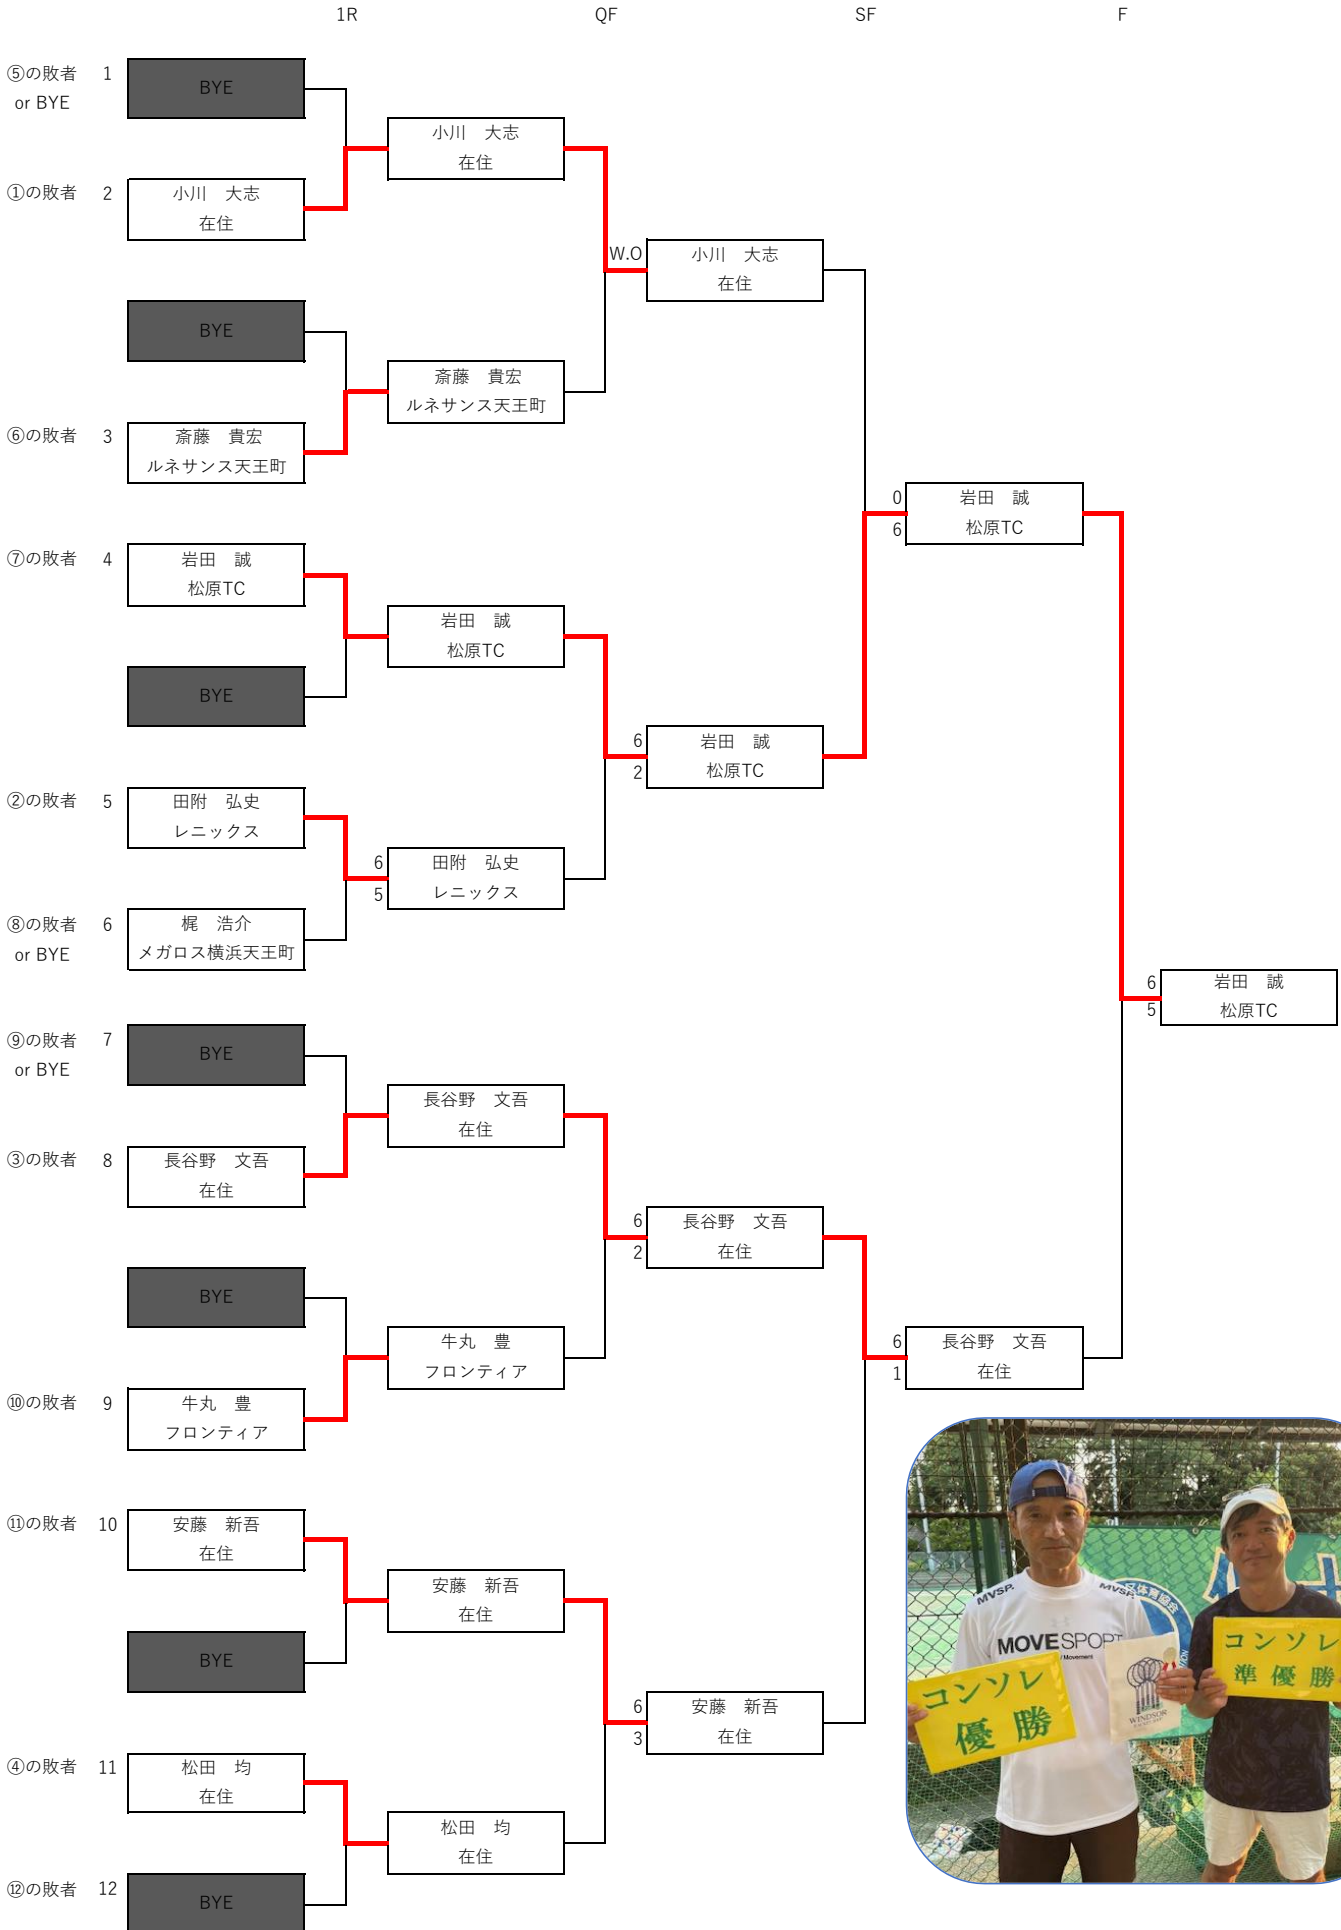 1R QF SF F
⑤の敗者 1 BYE
or BYE
小川　大志
在住
①の敗者 2 小川　大志
在住
W.O 小川　大志
在住
BYE
斎藤　貴宏
ルネサンス天王町
⑥の敗者 3 斎藤　貴宏
ルネサンス天王町
0 岩田　誠
6 松原TC
⑦の敗者 4 岩田　誠
松原TC
岩田　誠
松原TC
BYE
6 岩田　誠
2 松原TC
②の敗者 5 田附　弘史
レニックス
6 田附　弘史
5 レニックス
⑧の敗者 6 梶　浩介
or BYE メガロス横浜天王町
6 岩田　誠
5 松原TC
⑨の敗者 7 BYE
or BYE
長谷野　文吾
在住
③の敗者 8 長谷野　文吾
在住
6 長谷野　文吾
2 在住
BYE
牛丸　豊
フロンティア
6 長谷野　文吾
1 在住
⑩の敗者 9 牛丸　豊
フロンティア
⑪の敗者 10 安藤　新吾
在住
安藤　新吾
在住
BYE
6 安藤　新吾
3 在住
④の敗者 11 松田　均
在住
松田　均
在住
⑫の敗者 12 BYE
MVSP.
MVSP.
体育協会
MOVESPORT
Movement
コンソレ
優勝
WINDSOR
コンソレ
準優勝